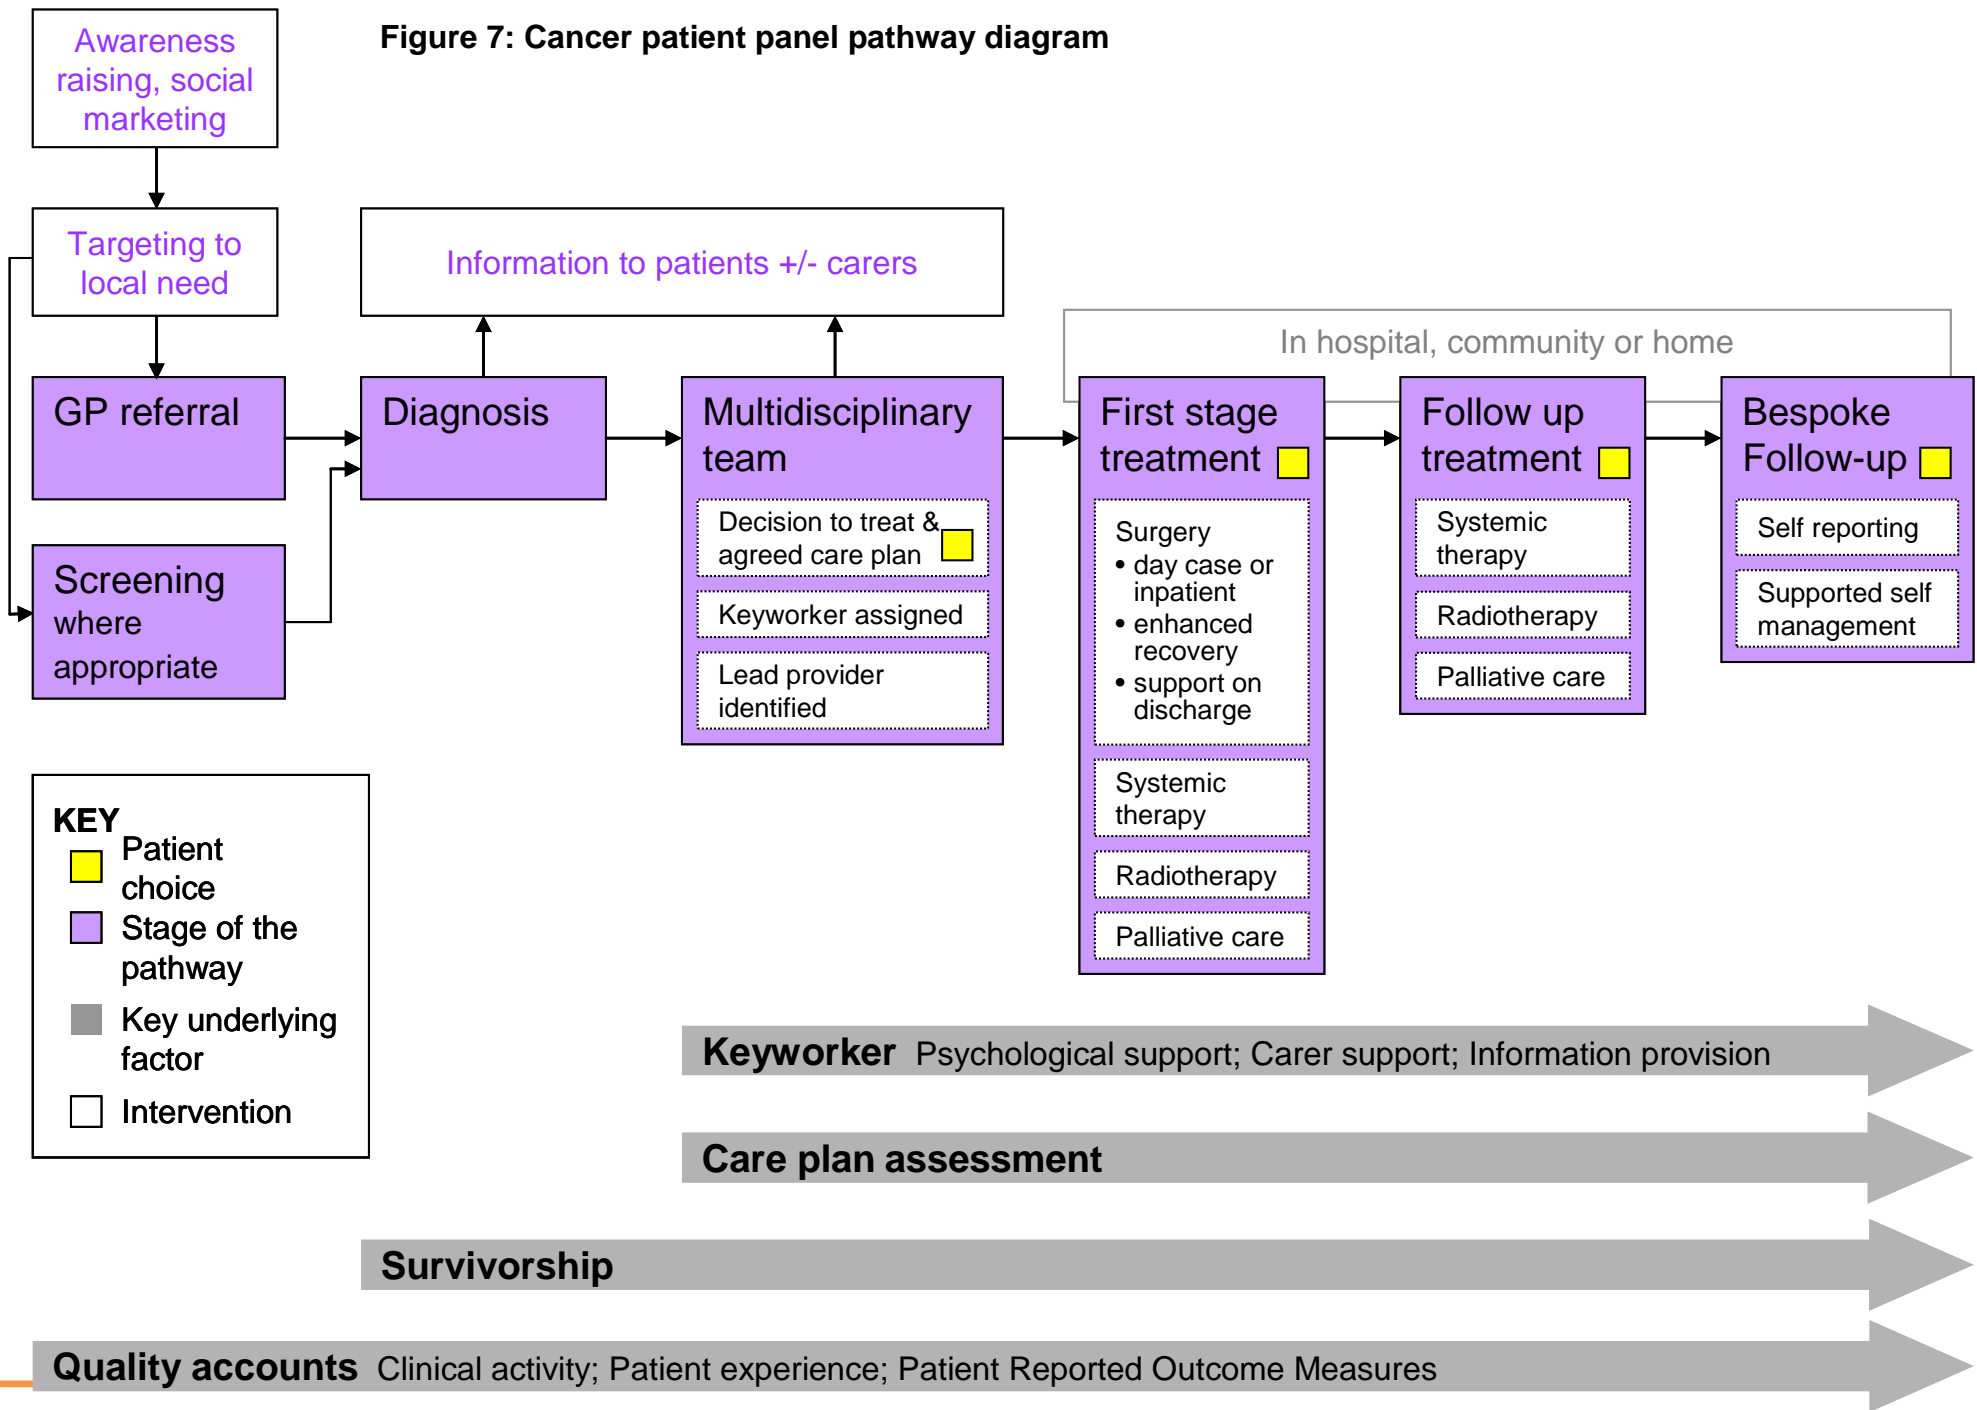 Figure 7: Cancer patient panel pathway diagram
Awareness
raising, social
marketing
Targeting to
local need
Information to patients +/- carers
In hospital, community or home
GP referral
Screening
where
appropriate
Diagnosis
Multidisciplinary
team
Decision to treat &
agreed care plan
Keyworker assigned
Lead provider
identified
First stage
treatment
Surgery
• day case or
inpatient
• enhanced
recovery
• support on
discharge
Systemic
therapy
Radiotherapy
Palliative care
Follow up
treatment
Systemic
therapy
Radiotherapy
Palliative care
Bespoke
Follow-up
Self reporting
Supported self
management
KEY
Patient
choice
Stage of the
pathway
Key underlying
factor
Intervention
Keyworker Psychological support; Carer support; Information provision
Care plan assessment
Survivorship
Quality accounts Clinical activity; Patient experience; Patient Reported Outcome Measures